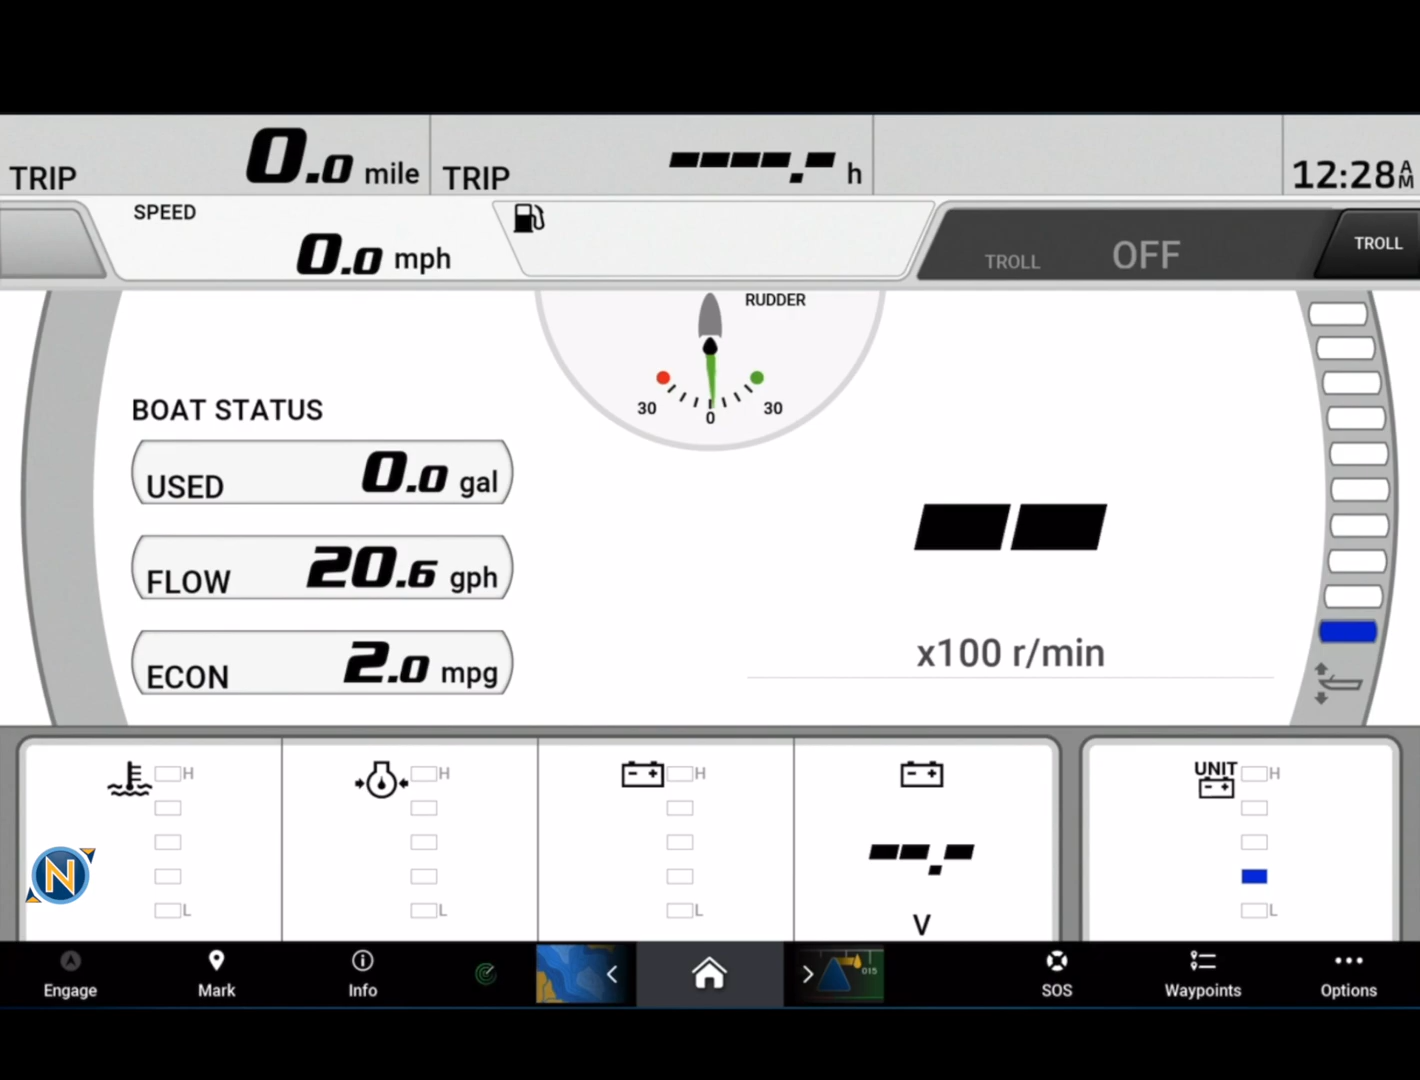 TRIP 0.0 mile TRIP ----.- h 12:28 AM
SPEED
0.0 mph TROLL OFF TROLL
RUDDER
30 0 30
BOAT STATUS
USED 0.0 gal
FLOW 20.6 gph
ECON 2.0 mpg
--
x100 r/min
H H H UNIT H
--.-
L L L V L
N
015
Engage Mark Info SOS Waypoints Options